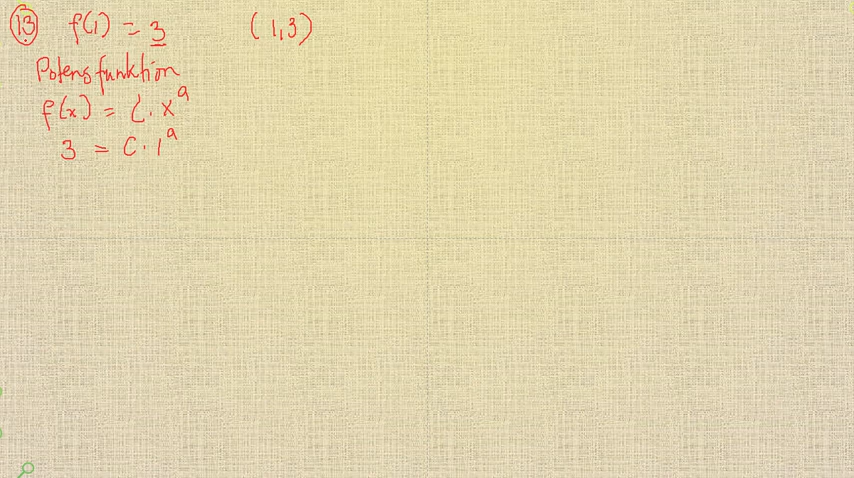 13 f(1) = 3 (1,3)
Potensfunktion
f(x) = C · x^a
3 = C · 1^a